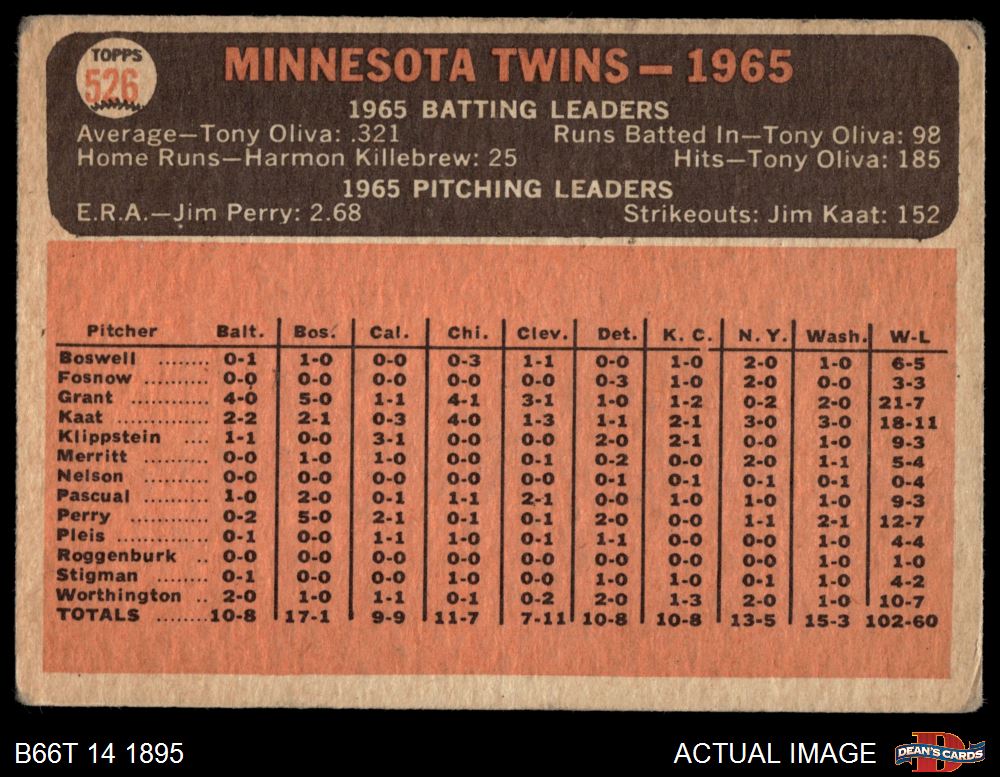 TOPPS
526
MINNESOTA TWINS — 1965
1965 BATTING LEADERS
Average—Tony Oliva: .321 Runs Batted In—Tony Oliva: 98
Home Runs—Harmon Killebrew: 25 Hits—Tony Oliva: 185
1965 PITCHING LEADERS
E.R.A.—Jim Perry: 2.68 Strikeouts: Jim Kaat: 152
Pitcher Balt. Bos. Cal. Chi. Clev. Det. K. C. N. Y. Wash. W-L
Boswell ........ 0-1 1-0 0-0 0-3 1-1 0-0 1-0 2-0 1-0 6-5
Fosnow .......... 0-0 0-0 0-0 0-0 0-0 0-3 1-0 2-0 0-0 3-3
Grant ............ 4-0 5-0 1-1 4-1 3-1 1-0 1-2 0-2 2-0 21-7
Kaat .............. 2-2 2-1 0-3 4-0 1-3 1-1 2-1 3-0 3-0 18-11
Klippstein .... 1-1 0-0 3-1 0-0 0-0 2-0 2-1 0-0 1-0 9-3
Merritt .......... 0-0 1-0 1-0 0-0 0-1 0-2 0-0 2-0 1-1 5-4
Nelson .......... 0-0 0-0 0-0 0-0 0-0 0-1 0-1 0-1 0-1 0-4
Pascual ........ 1-0 2-0 0-1 1-1 2-1 0-0 1-0 1-0 1-0 9-3
Perry ............ 0-2 5-0 2-1 0-1 0-1 2-0 0-0 1-1 2-1 12-7
Pleis .............. 0-1 0-0 1-1 1-0 0-1 1-1 0-0 0-0 1-0 4-4
Roggenburk .. 0-0 0-0 0-0 0-0 0-0 0-0 0-0 0-0 1-0 1-0
Stigman ........ 0-1 0-0 0-0 1-0 0-0 1-0 1-0 0-1 1-0 4-2
Worthington .. 2-0 1-0 1-1 0-1 0-2 2-0 1-3 2-0 1-0 10-7
TOTALS ........ 10-8 17-1 9-9 11-7 7-11 10-8 10-8 13-5 15-3 102-60
B66T 14 1895 ACTUAL IMAGE DEAN'S CARDS